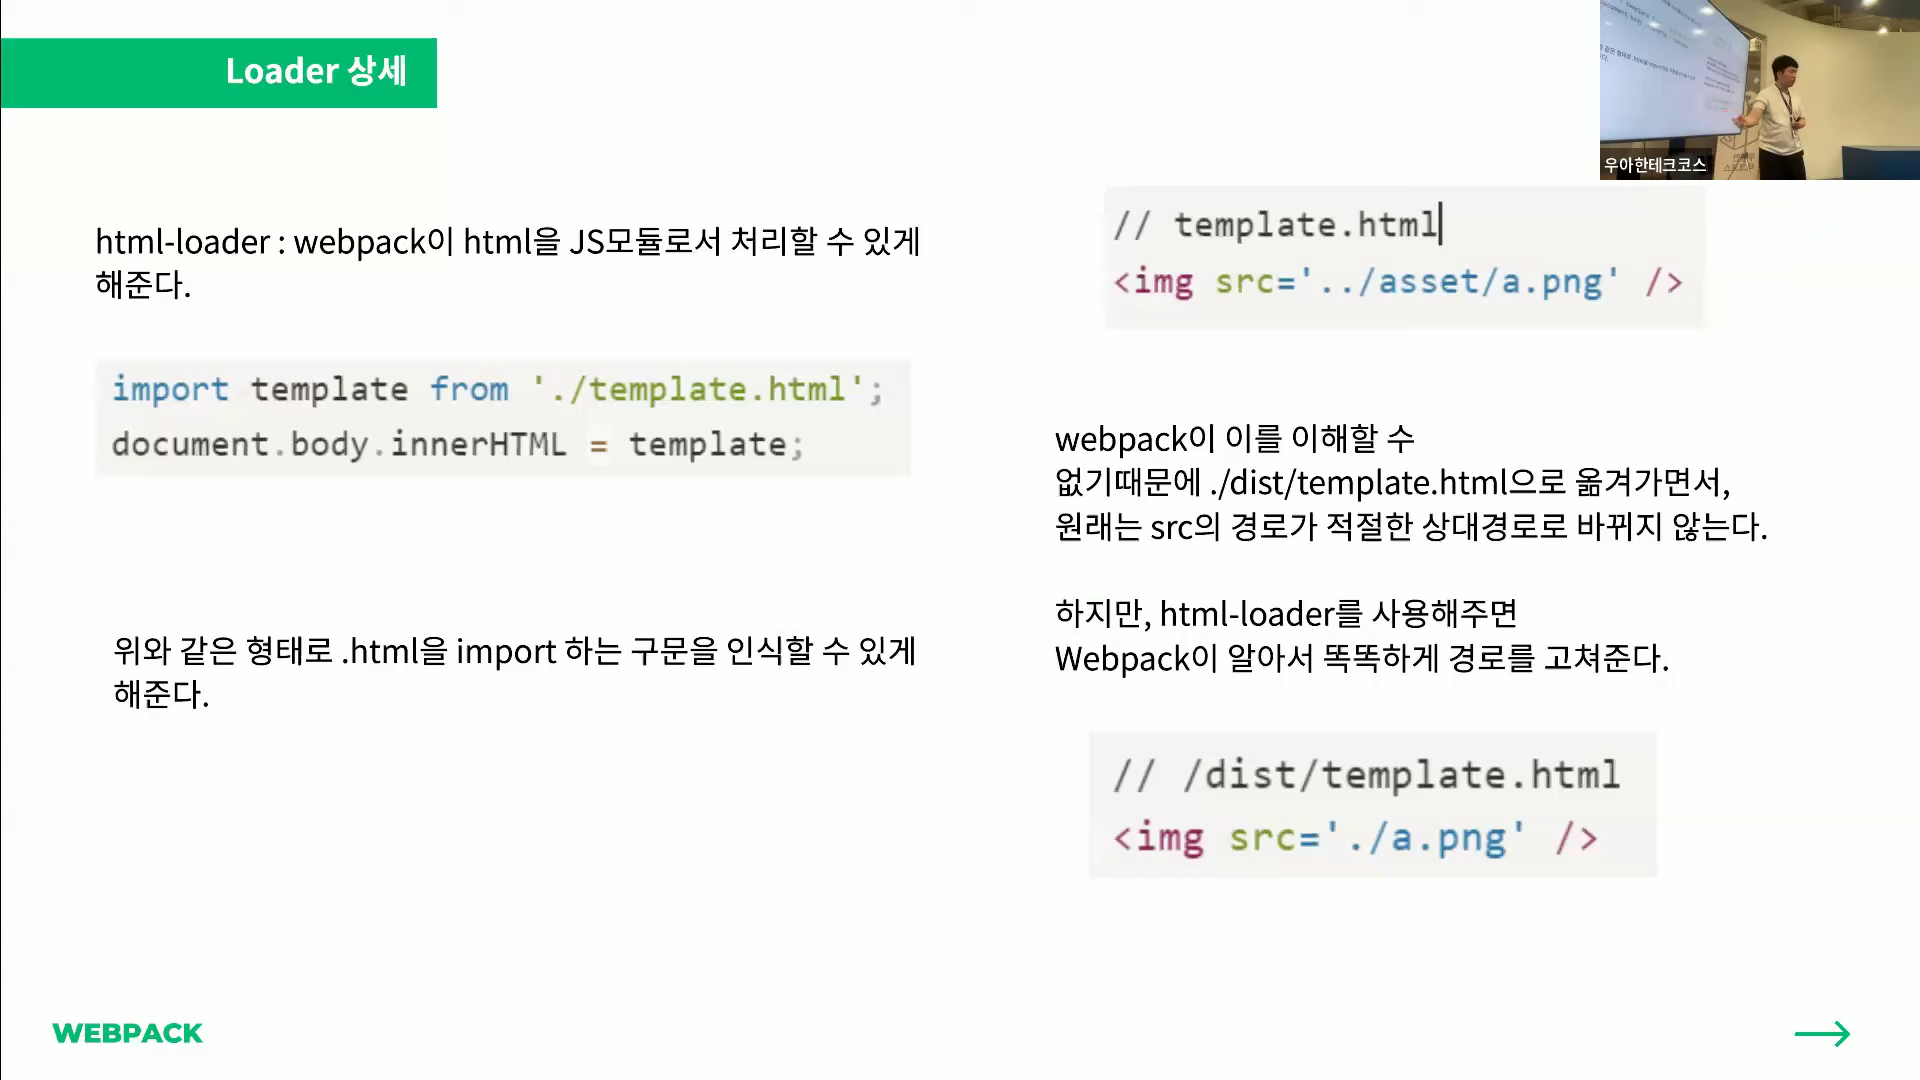 Loader 상세
html-loader : webpack이 html을 JS모듈로서 처리할 수 있게
해준다.
import template from './template.html';
document.body.innerHTML = template;
위와 같은 형태로 .html을 import 하는 구문을 인식할 수 있게
해준다.
// template.html
<img src='../asset/a.png' />
webpack이 이를 이해할 수
없기때문에 ./dist/template.html으로 옮겨가면서,
원래는 src의 경로가 적절한 상대경로로 바뀌지 않는다.
하지만, html-loader를 사용해주면
Webpack이 알아서 똑똑하게 경로를 고쳐준다.
// /dist/template.html
<img src='./a.png' />
우아한테크코스
WEBPACK